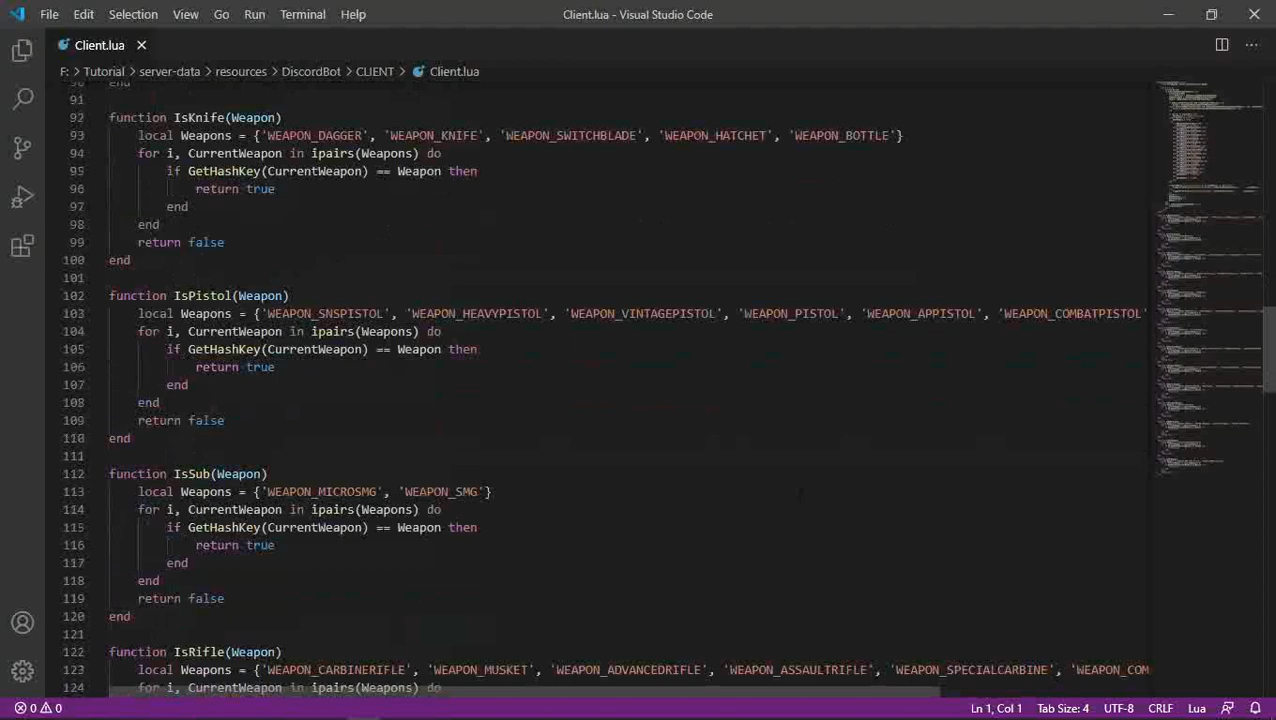 File Edit Selection View Go Run Terminal Help Client.lua - Visual Studio Code
Client.lua
F: > Tutorial > server-data > resources > DiscordBot > CLIENT > Client.lua
90 end
91
92 function IsKnife(Weapon)
93 local Weapons = {'WEAPON_DAGGER', 'WEAPON_KNIFE', 'WEAPON_SWITCHBLADE', 'WEAPON_HATCHET', 'WEAPON_BOTTLE'}
94 for i, CurrentWeapon in ipairs(Weapons) do
95 if GetHashKey(CurrentWeapon) == Weapon then
96 return true
97 end
98 end
99 return false
100 end
101
102 function IsPistol(Weapon)
103 local Weapons = {'WEAPON_SNSPISTOL', 'WEAPON_HEAVYPISTOL', 'WEAPON_VINTAGEPISTOL', 'WEAPON_PISTOL', 'WEAPON_APPISTOL', 'WEAPON_COMBATPISTOL'
104 for i, CurrentWeapon in ipairs(Weapons) do
105 if GetHashKey(CurrentWeapon) == Weapon then
106 return true
107 end
108 end
109 return false
110 end
111
112 function IsSub(Weapon)
113 local Weapons = {'WEAPON_MICROSMG', 'WEAPON_SMG'}
114 for i, CurrentWeapon in ipairs(Weapons) do
115 if GetHashKey(CurrentWeapon) == Weapon then
116 return true
117 end
118 end
119 return false
120 end
121
122 function IsRifle(Weapon)
123 local Weapons = {'WEAPON_CARBINERIFLE', 'WEAPON_MUSKET', 'WEAPON_ADVANCEDRIFLE', 'WEAPON_ASSAULTRIFLE', 'WEAPON_SPECIALCARBINE', 'WEAPON_COM
124 for i, CurrentWeapon in ipairs(Weapons) do
0 0 Ln 1, Col 1 Tab Size: 4 UTF-8 CRLF Lua